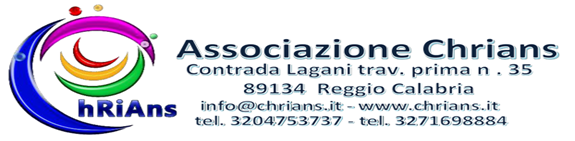 hRiAns
Associazione Chrians
Contrada Lagani trav. prima n . 35
89134 Reggio Calabria
info@chrians.it - www.chrians.it
tel. 3204753737 - tel. 3271698884